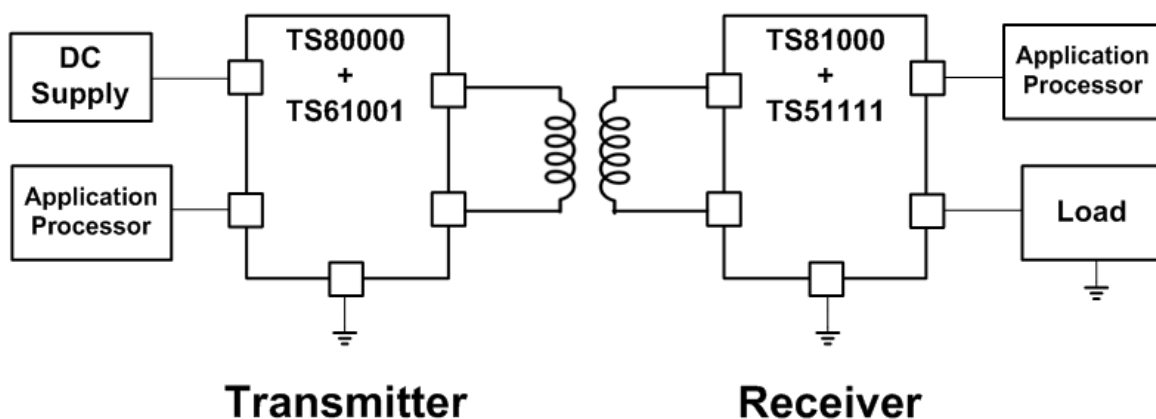 DC
Supply
Application
Processor
TS80000
+
TS61001
TS81000
+
TS51111
Application
Processor
Load
Transmitter
Receiver